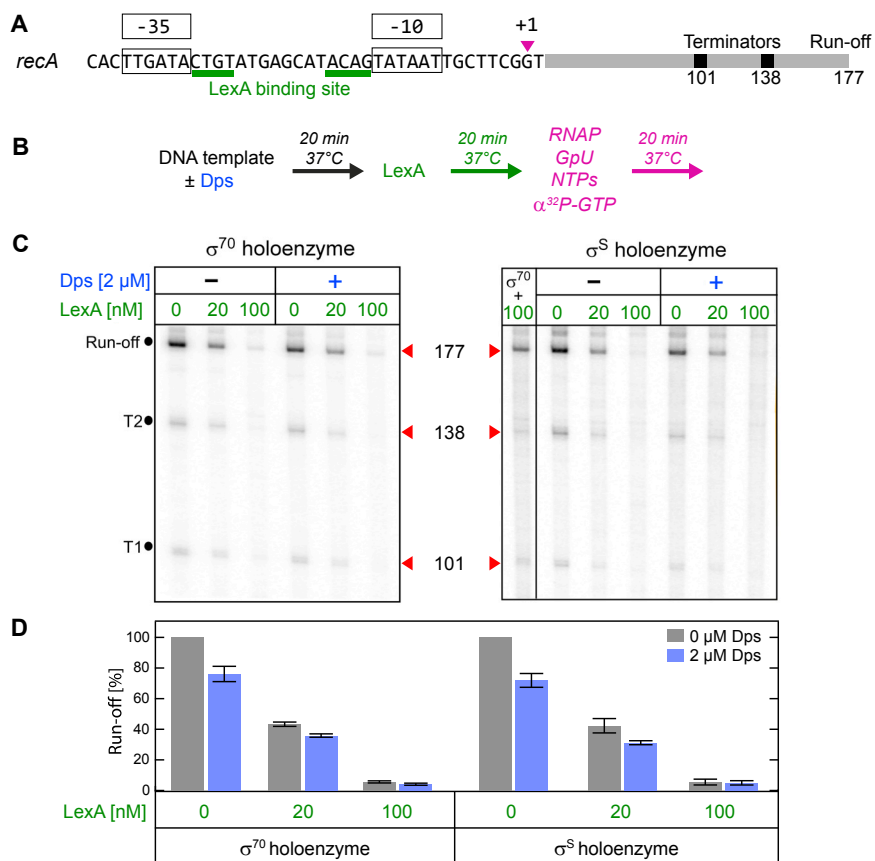 A
-35
-10
+1
recA CACTTGATACTGTATGAGCATACAGTATAATTGCTTCGGT
Terminators Run-off
101 138 177
LexA binding site
B
DNA template
± Dps
20 min
37°C
LexA
20 min
37°C
RNAP
GpU
NTPs
α³²P-GTP
20 min
37°C
C
σ⁷⁰ holoenzyme
Dps [2 µM] − +
LexA [nM] 0 20 100 0 20 100
Run-off
T2
T1
177
138
101
σˢ holoenzyme
σ⁷⁰
+
100
− +
0 20 100 0 20 100
D
Run-off [%]
100
80
60
40
20
0
0 µM Dps
2 µM Dps
LexA [nM] 0 20 100 0 20 100
σ⁷⁰ holoenzyme σˢ holoenzyme